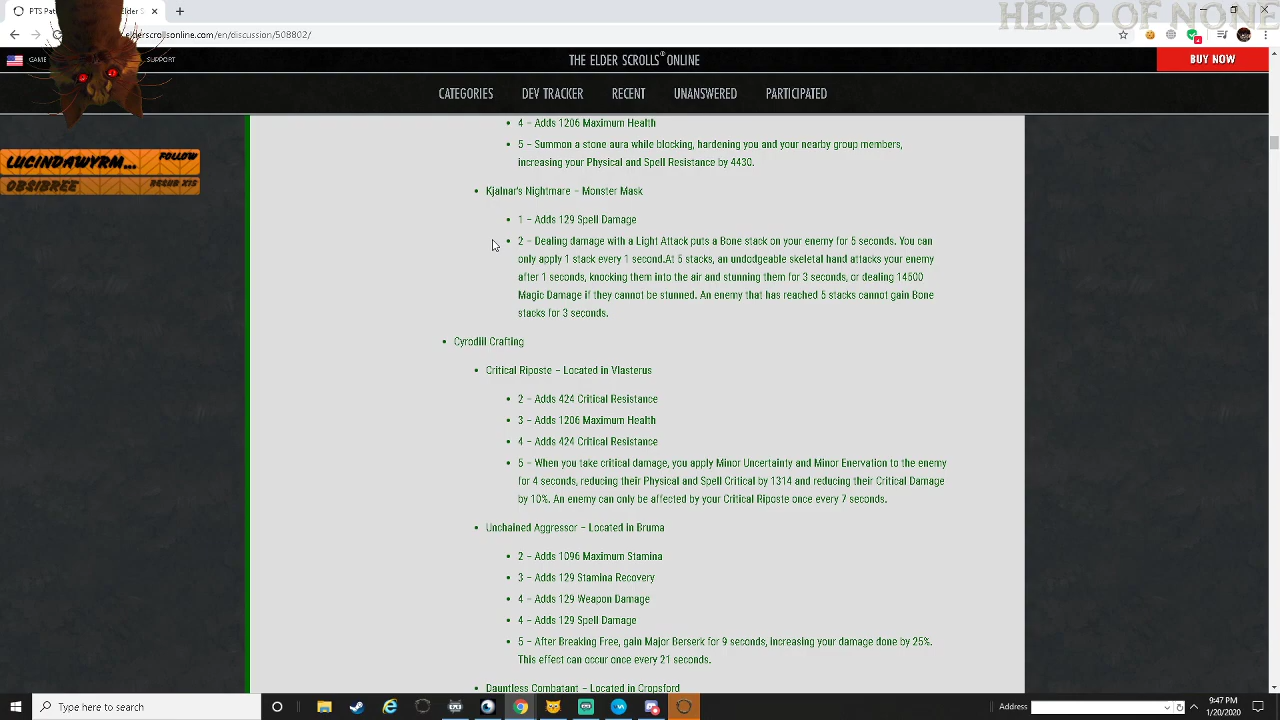 HERO OF NONE
ESO PTS Pat
Elder S
derscrollsonline.com/en/discussion/508892/
GAME
SUPPORT
THE ELDER SCROLLS® ONLINE
BUY NOW
CATEGORIES DEV TRACKER RECENT UNANSWERED PARTICIPATED
LUCINDAWYRM... FOLLOW
OBSIBREE RECLUB X15
4 – Adds 1206 Maximum Health
5 – Summon a stone aura while blocking, hardening you and your nearby group members,
increasing your Physical and Spell Resistance by 4430.
Kjalnar's Nightmare – Monster Mask
1 – Adds 129 Spell Damage
2 – Dealing damage with a Light Attack puts a Bone stack on your enemy for 5 seconds. You can
only apply 1 stack every 1 second.At 5 stacks, an undodgeable skeletal hand attacks your enemy
after 1 seconds, knocking them into the air and stunning them for 3 seconds, or dealing 14500
Magic Damage if they cannot be stunned. An enemy that has reached 5 stacks cannot gain Bone
stacks for 3 seconds.
Cyrodiil Crafting
Critical Riposte – Located in Vlasterus
2 – Adds 424 Critical Resistance
3 – Adds 1206 Maximum Health
4 – Adds 424 Critical Resistance
5 – When you take critical damage, you apply Minor Uncertainty and Minor Enervation to the enemy
for 4 seconds, reducing their Physical and Spell Critical by 1314 and reducing their Critical Damage
by 10%. An enemy can only be affected by your Critical Riposte once every 7 seconds.
Unchained Aggressor – Located in Bruma
2 – Adds 1096 Maximum Stamina
3 – Adds 129 Stamina Recovery
4 – Adds 129 Weapon Damage
4 – Adds 129 Spell Damage
5 – After Breaking Free, gain Major Berserk for 9 seconds, increasing your damage done by 25%.
This effect can occur once every 21 seconds.
Dauntless Combatant – Located in Cropsford
Type here to search
Address
9:47 PM
1/20/2020